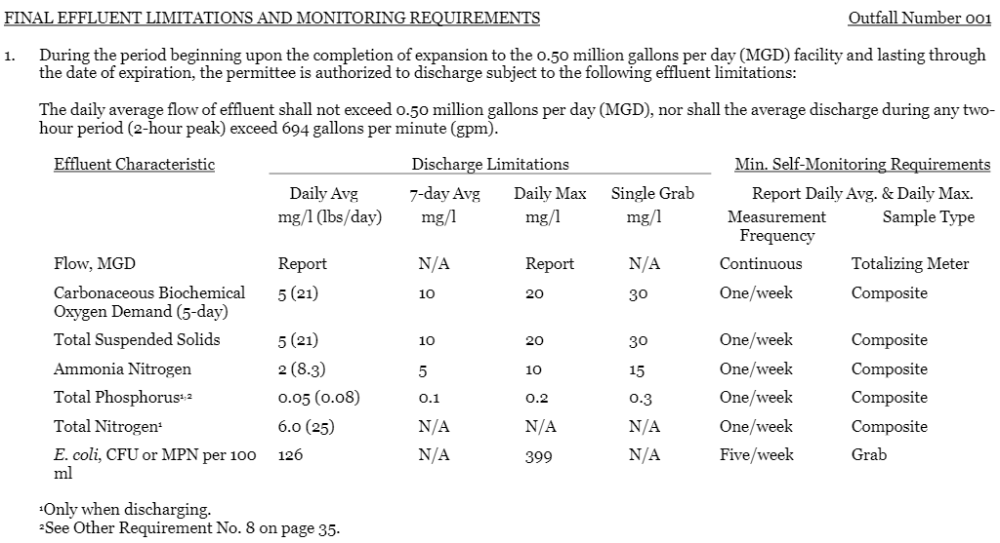 FINAL EFFLUENT LIMITATIONS AND MONITORING REQUIREMENTS Outfall Number 001
1. During the period beginning upon the completion of expansion to the 0.50 million gallons per day (MGD) facility and lasting through
the date of expiration, the permittee is authorized to discharge subject to the following effluent limitations:
The daily average flow of effluent shall not exceed 0.50 million gallons per day (MGD), nor shall the average discharge during any two-
hour period (2-hour peak) exceed 694 gallons per minute (gpm).
Effluent Characteristic Discharge Limitations Min. Self-Monitoring Requirements
Daily Avg 7-day Avg Daily Max Single Grab Report Daily Avg. & Daily Max.
mg/l (lbs/day) mg/l mg/l mg/l Measurement Sample Type
Frequency
Flow, MGD Report N/A Report N/A Continuous Totalizing Meter
Carbonaceous Biochemical 5 (21) 10 20 30 One/week Composite
Oxygen Demand (5-day)
Total Suspended Solids 5 (21) 10 20 30 One/week Composite
Ammonia Nitrogen 2 (8.3) 5 10 15 One/week Composite
Total Phosphorus¹,² 0.05 (0.08) 0.1 0.2 0.3 One/week Composite
Total Nitrogen¹ 6.0 (25) N/A N/A N/A One/week Composite
E. coli, CFU or MPN per 100 126 N/A 399 N/A Five/week Grab
ml
¹Only when discharging.
²See Other Requirement No. 8 on page 35.